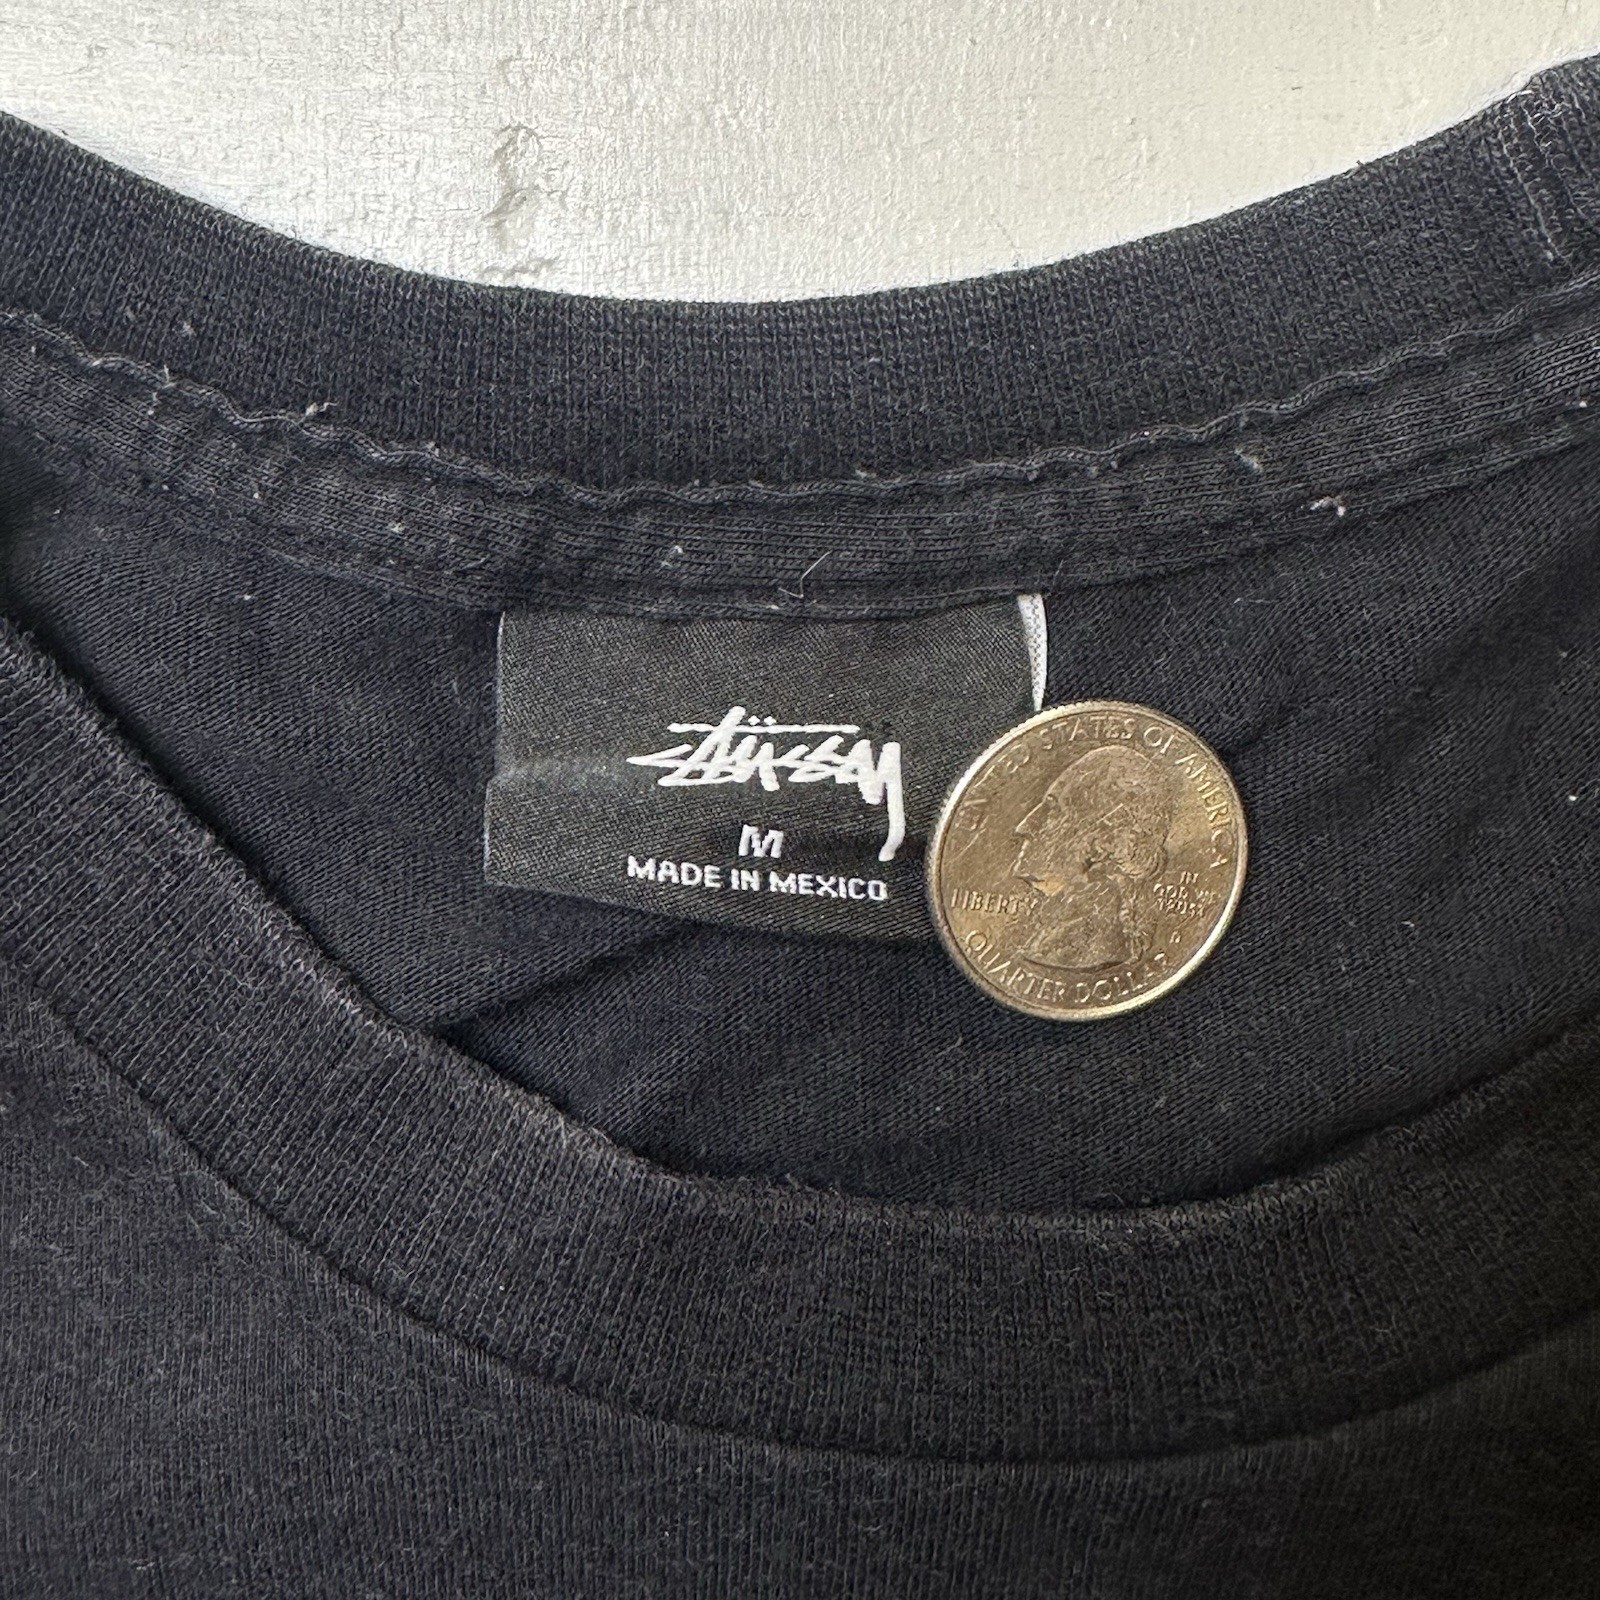 Stüssy
M
MADE IN MEXICO
UNITED STATES OF AMERICA
LIBERTY
IN
GOD WE
TRUST
P
QUARTER DOLLAR